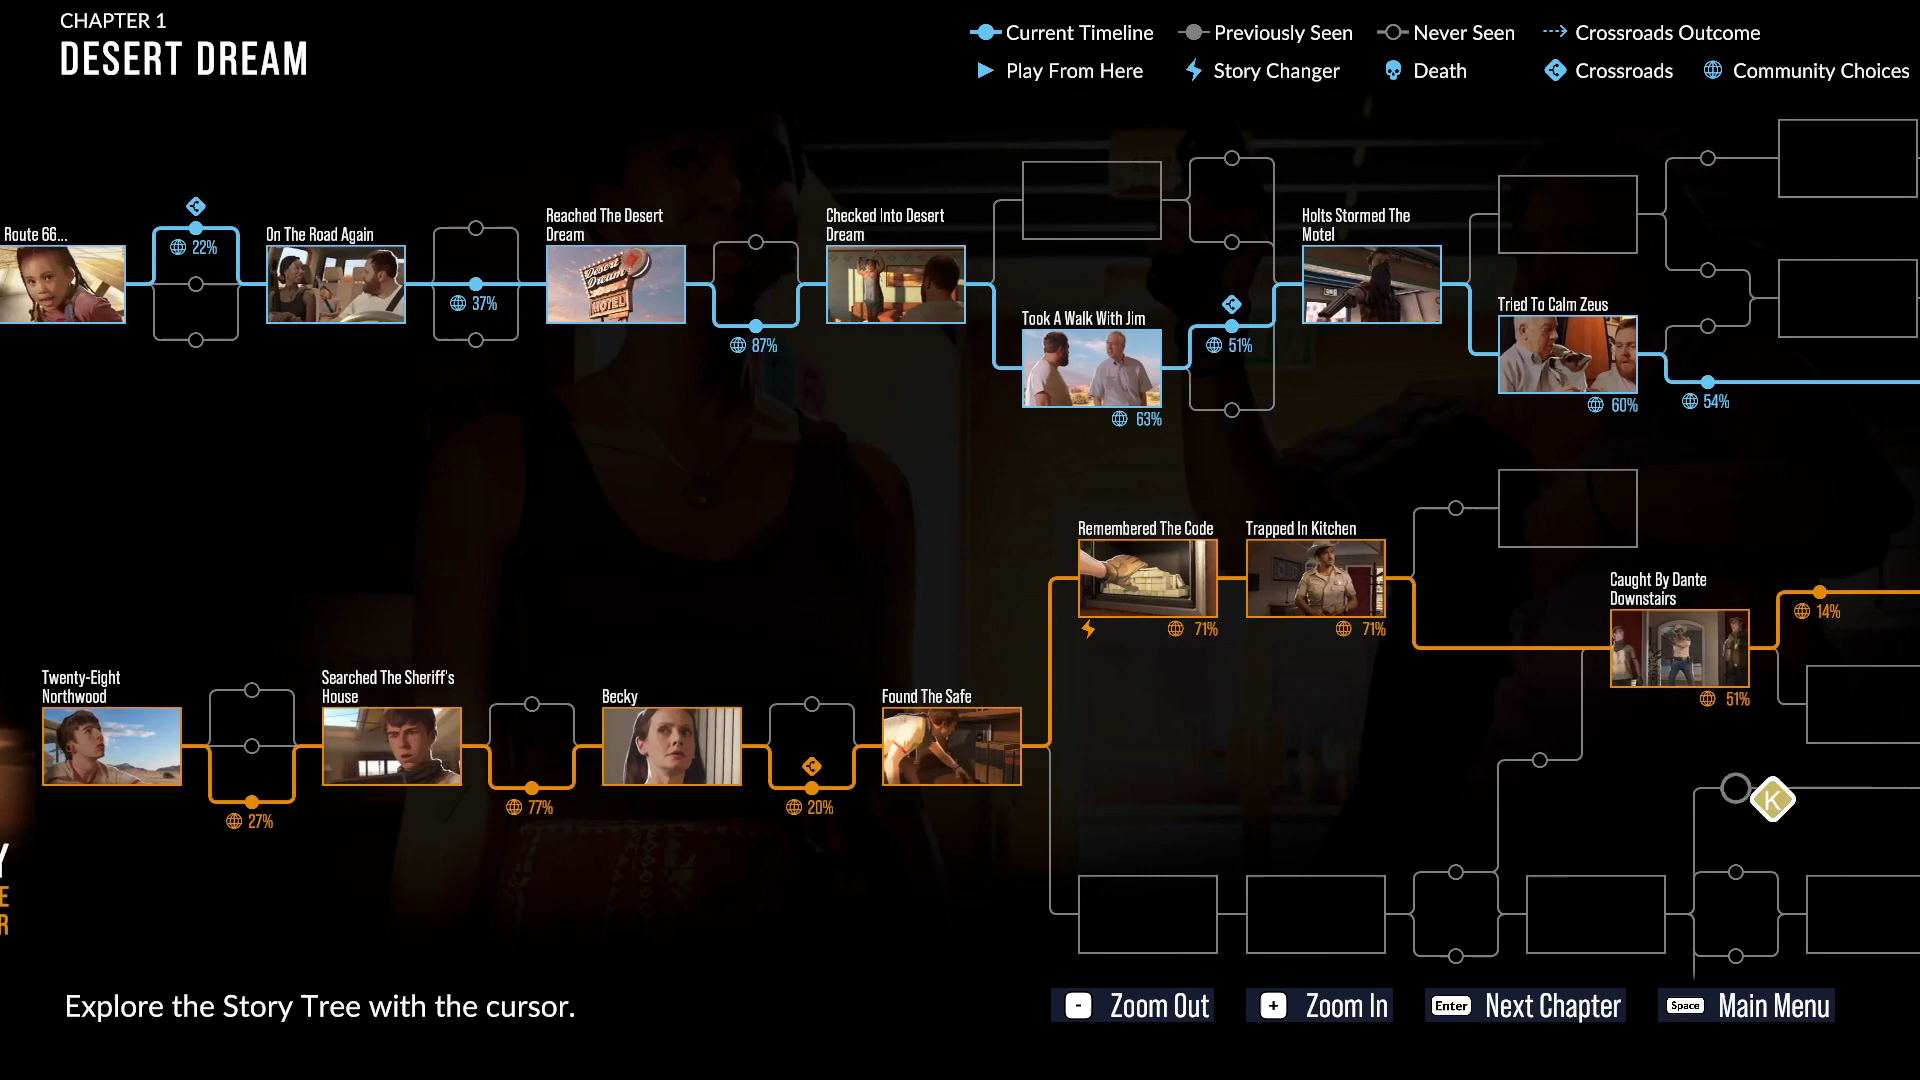 CHAPTER 1
DESERT DREAM
Current Timeline
Previously Seen
Never Seen
Crossroads Outcome
Play From Here
Story Changer
Death
Crossroads
Community Choices
Route 66...
22%
On The Road Again
37%
Reached The Desert
Dream
Desert
Dream
MOTEL
87%
Checked Into Desert
Dream
Took A Walk With Jim
63%
51%
Holts Stormed The
Motel
Tried To Calm Zeus
60%
54%
Remembered The Code
71%
Trapped In Kitchen
71%
Caught By Dante
Downstairs
51%
14%
Twenty-Eight
Northwood
27%
Searched The Sheriff's
House
77%
Becky
20%
Found The Safe
K
Y
E
R
Explore the Story Tree with the cursor.
- Zoom Out
+ Zoom In
Enter Next Chapter
Space Main Menu